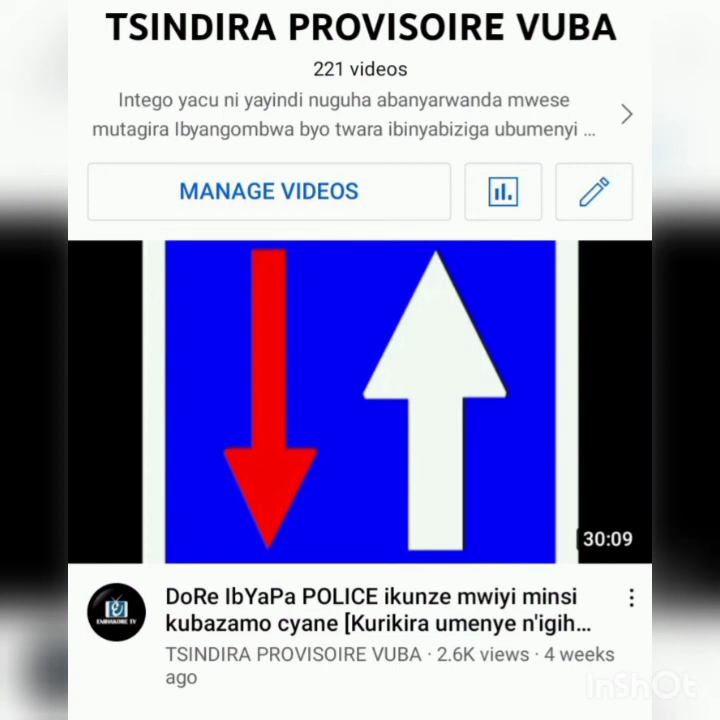 TSINDIRA PROVISOIRE VUBA
221 videos
Intego yacu ni yayindi nuguha abanyarwanda mwese
mutagira Ibyangombwa byo twara ibinyabiziga ubumenyi ...
MANAGE VIDEOS
30:09
DoRe IbYaPa POLICE ikunze mwiyi minsi
kubazamo cyane [Kurikira umenye n'igih...
TSINDIRA PROVISOIRE VUBA · 2.6K views · 4 weeks
ago
InShOt